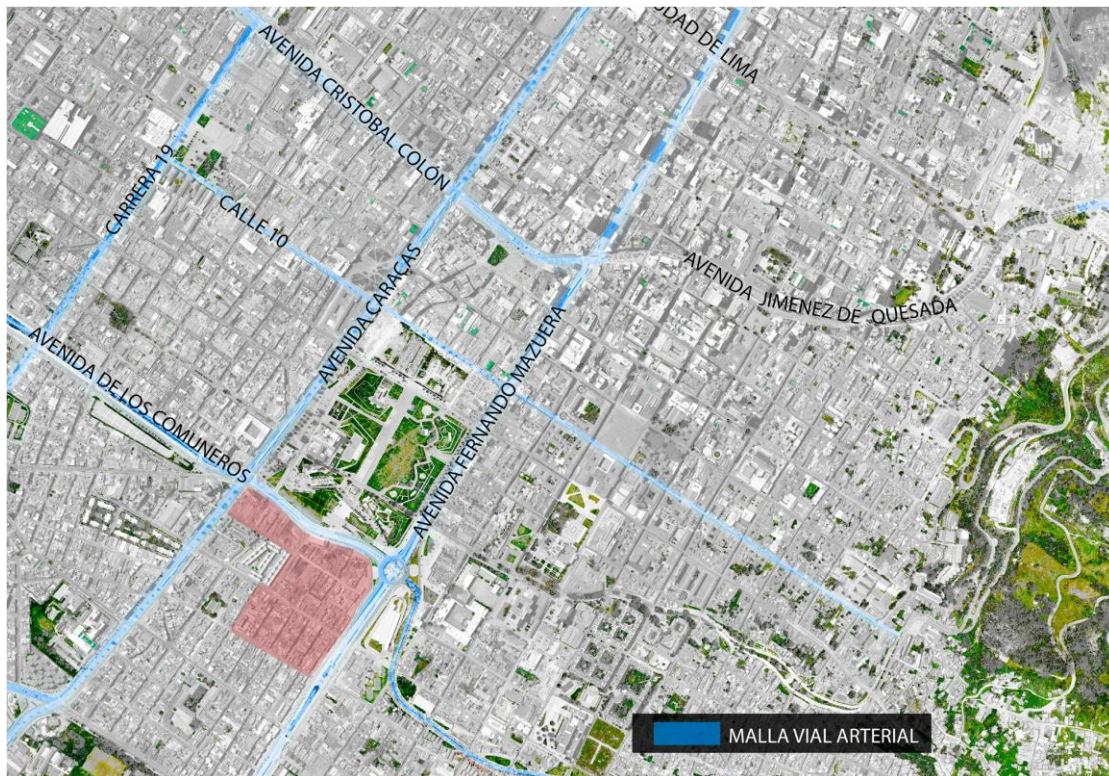 AVENIDA CRISTOBAL COLÓN
DAD DE LIMA
CARRERA 19
CALLE 10
AVENIDA CARACAS
AVENIDA JIMENEZ DE QUESADA
AVENIDA DE LOS COMUNEROS
AVENIDA FERNANDO MAZUERA
MALLA VIAL ARTERIAL